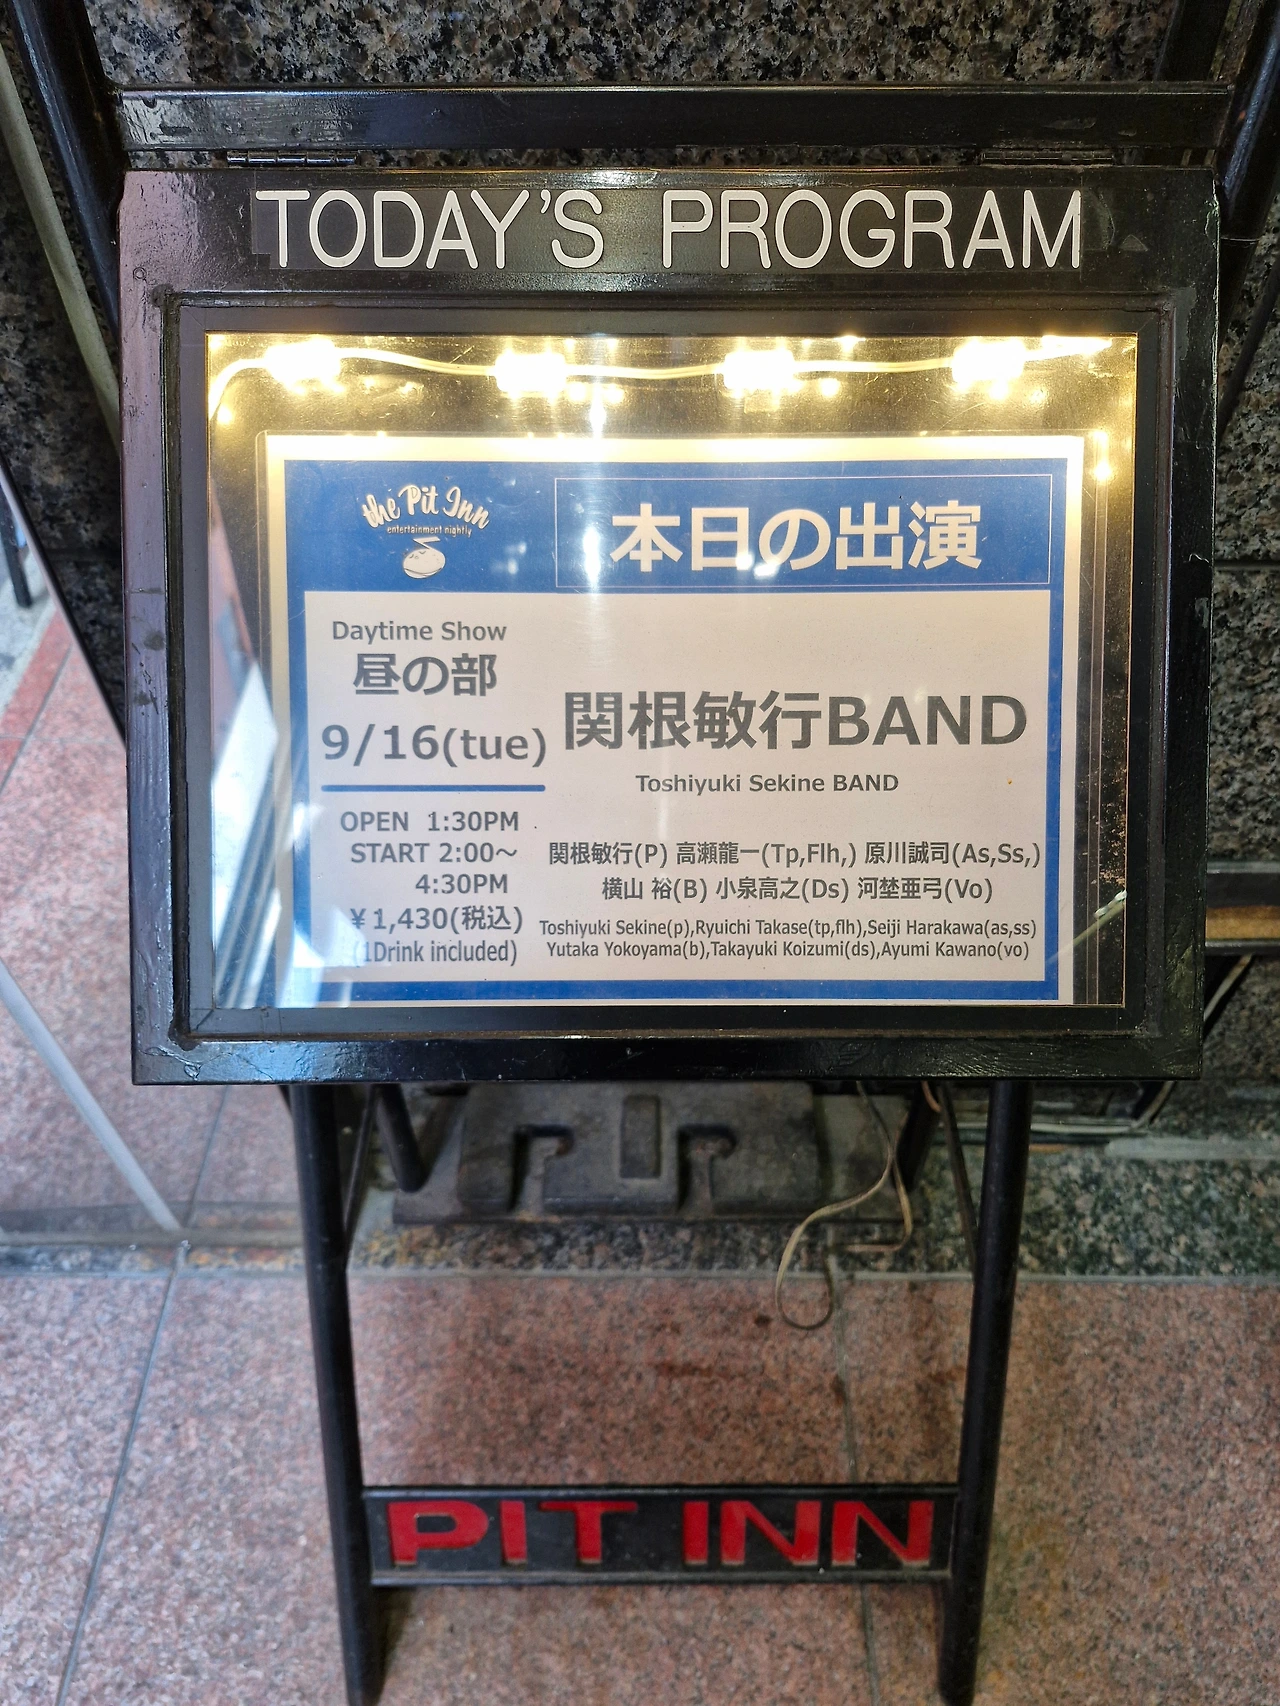 TODAY'S PROGRAM
the Pit Inn
entertainment nightly
本日の出演
Daytime Show
昼の部
9/16(tue)
OPEN 1:30PM
START 2:00～
4:30PM
￥1,430(税込)
(1Drink included)
関根敏行BAND
Toshiyuki Sekine BAND
関根敏行(P) 高瀬龍一(Tp,Flh,) 原川誠司(As,Ss,)
横山 裕(B) 小泉高之(Ds) 河埜亜弓(Vo)
Toshiyuki Sekine(p),Ryuichi Takase(tp,flh),Seiji Harakawa(as,ss)
Yutaka Yokoyama(b),Takayuki Koizumi(ds),Ayumi Kawano(vo)
PIT INN